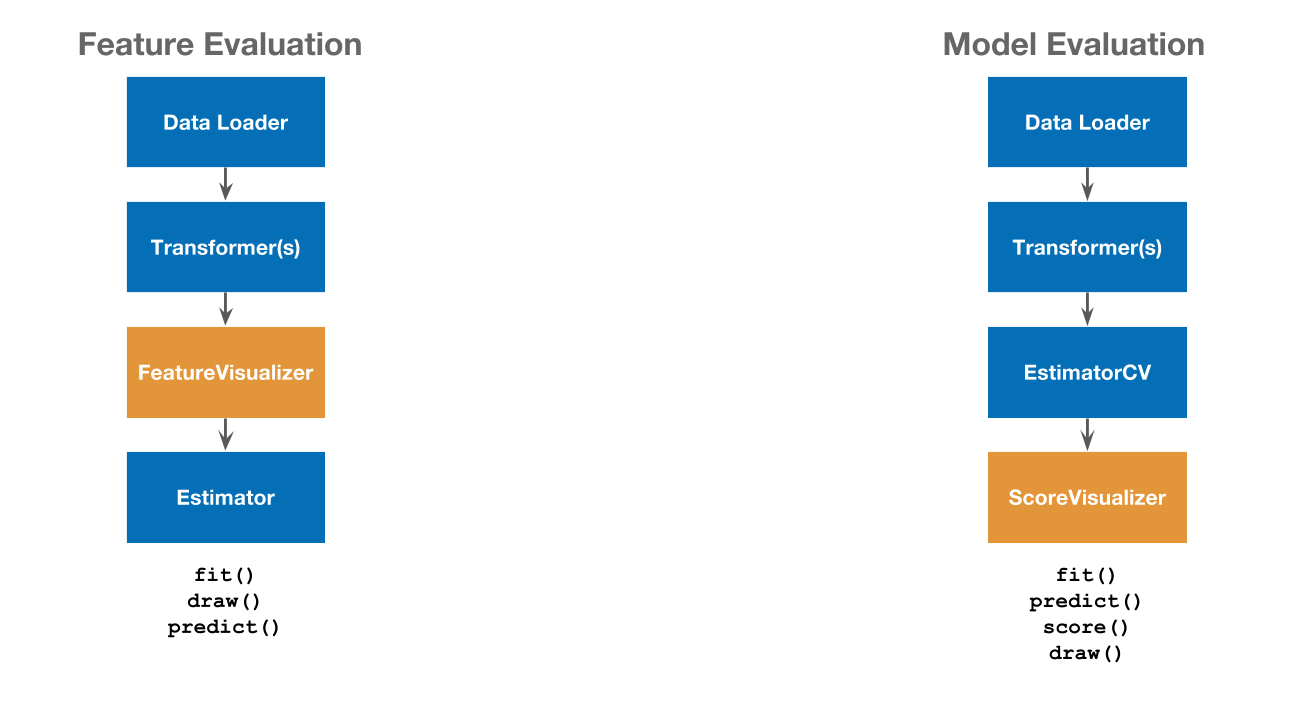 Feature Evaluation
Data Loader
Transformer(s)
FeatureVisualizer
Estimator
fit()
draw()
predict()
Model Evaluation
Data Loader
Transformer(s)
EstimatorCV
ScoreVisualizer
fit()
predict()
score()
draw()